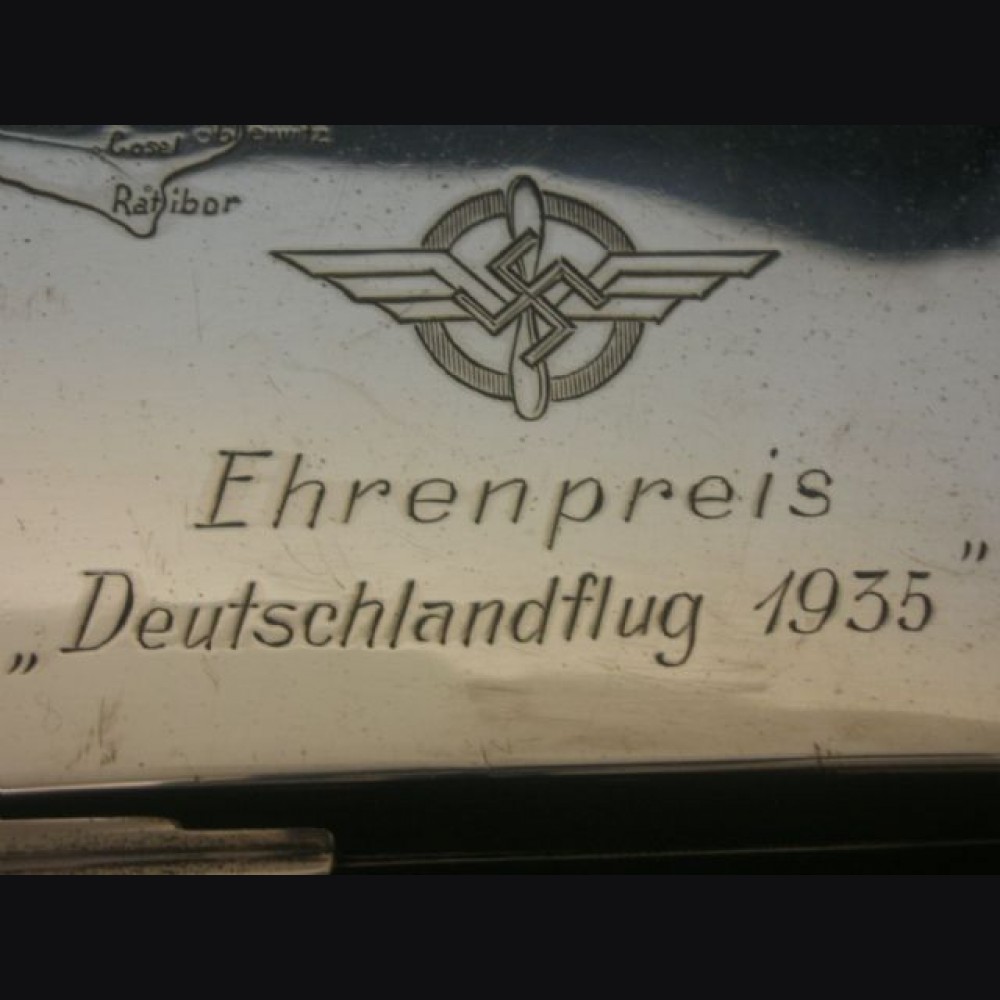 Cosel
Ratibor
Ehrenpreis
„Deutschlandflug 1935”